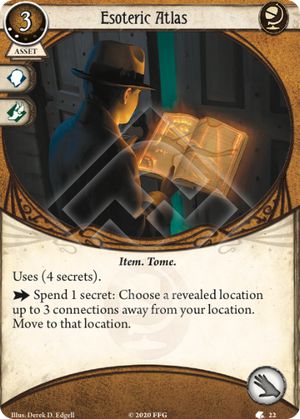 Esoteric Atlas
3
ASSET
Item. Tome.
Uses (4 secrets).
Spend 1 secret: Choose a revealed location
up to 3 connections away from your location.
Move to that location.
Illus. Derek D. Edgell
© 2020 FFG
22